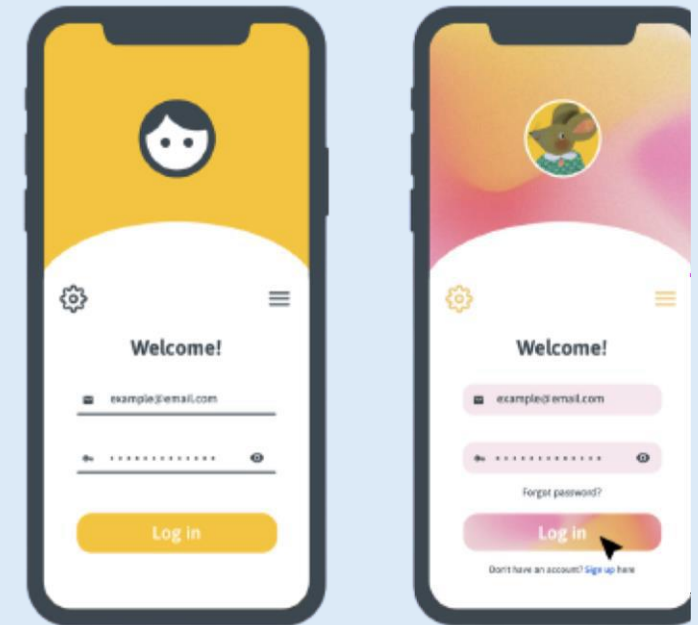 Welcome!
example@email.com
Log in
Welcome!
example@email.com
Forgot password?
Log in
Don't have an account? Sign up here